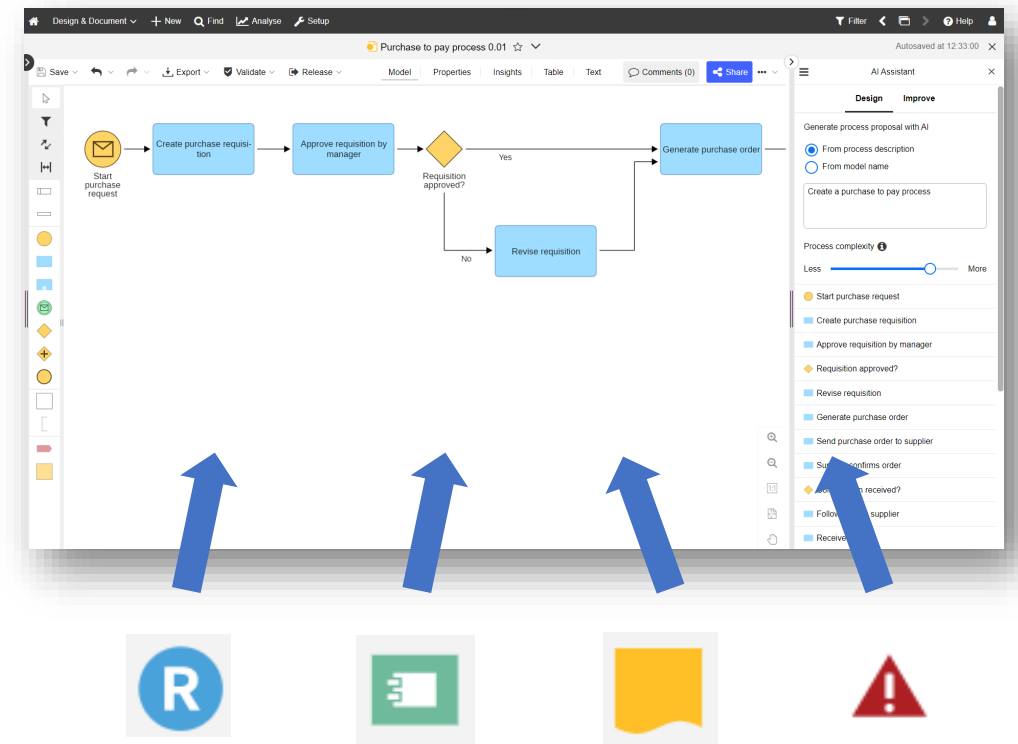 Design & Document
New
Find
Analyse
Setup
Filter
Help
Purchase to pay process 0.01
Autosaved at 12:33:00
Save
Export
Validate
Release
Model
Properties
Insights
Table
Text
Comments (0)
Share
AI Assistant
Design
Improve
Generate process proposal with AI
From process description
From model name
Create a purchase to pay process
Process complexity
Less
More
Start purchase request
Create purchase requisition
Approve requisition by manager
Requisition approved?
Revise requisition
Generate purchase order
Send purchase order to supplier
confirms order
received?
supplier
Start
purchase
request
Create purchase requisi-
tion
Approve requisition by
manager
Requisition
approved?
Yes
No
Revise requisition
Generate purchase order
1:1
R
!